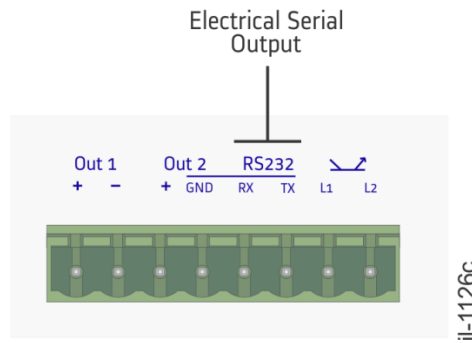 Electrical Serial
Output
Out 1 Out 2 RS232
+ − + GND RX TX L1 L2